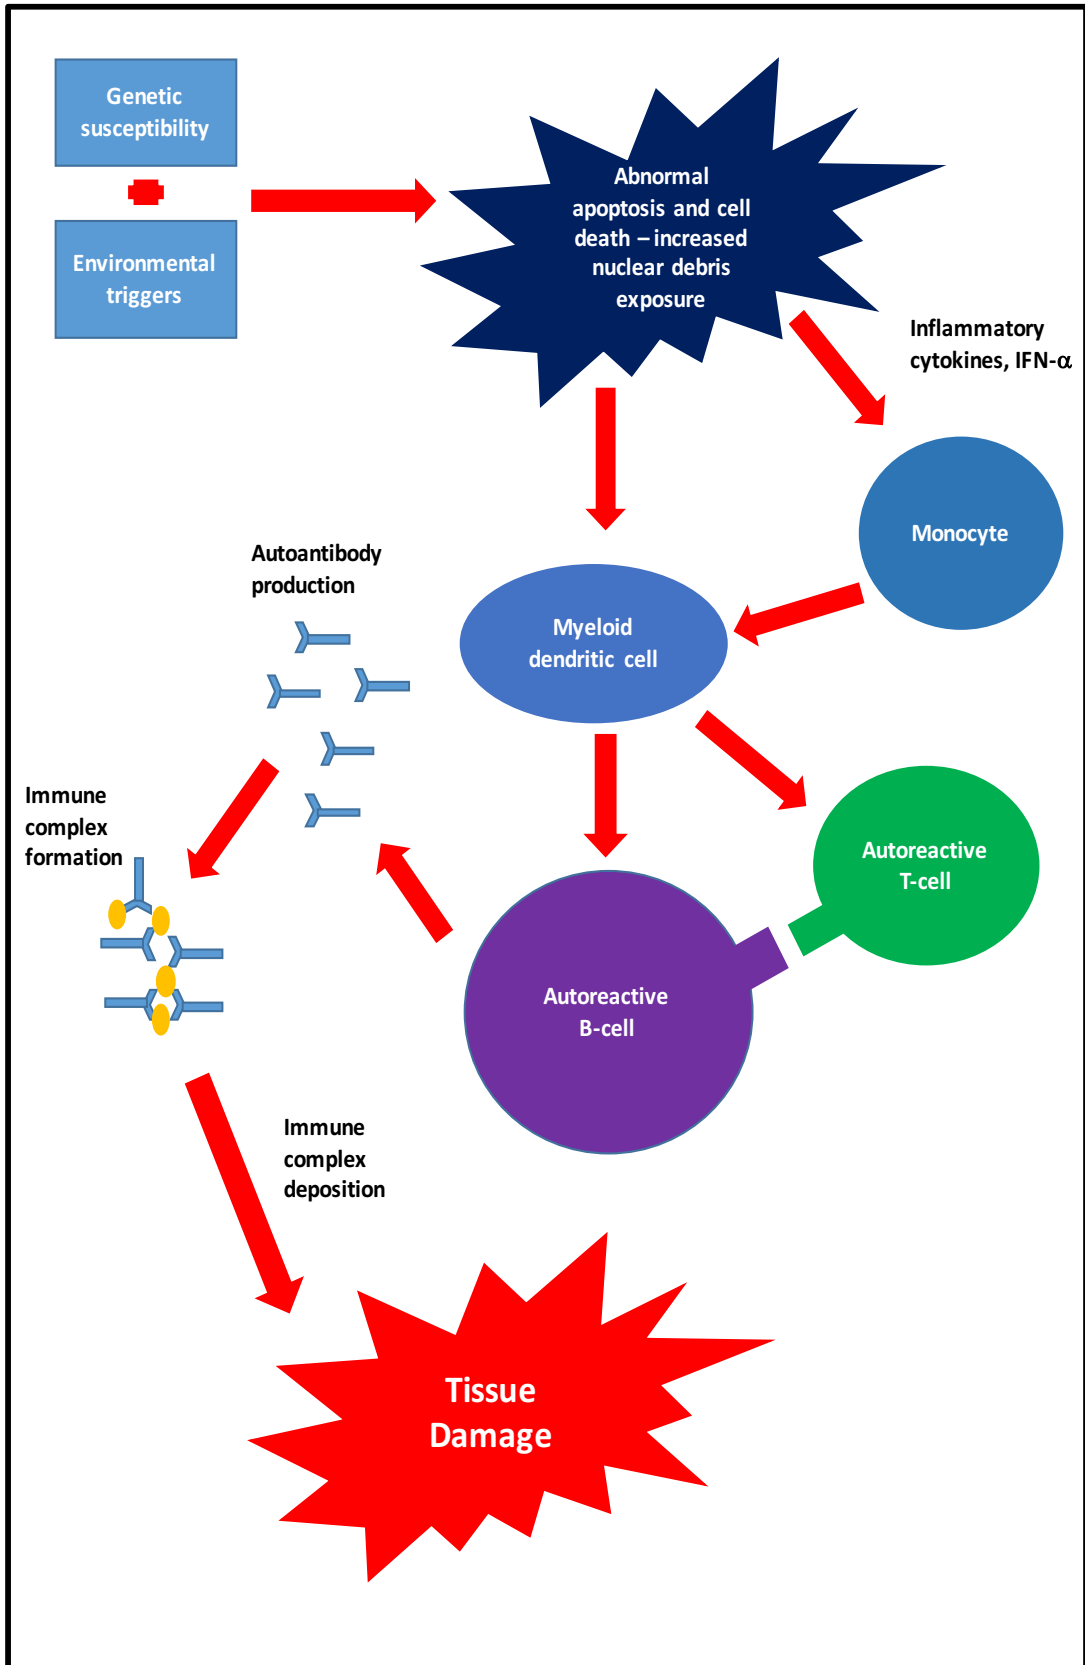 Genetic
susceptibility
Environmental
triggers
Abnormal
apoptosis and cell
death – increased
nuclear debris
exposure
Inflammatory
cytokines, IFN-α
Monocyte
Myeloid
dendritic cell
Autoreactive
T-cell
Autoreactive
B-cell
Autoantibody
production
Immune
complex
formation
Immune
complex
deposition
Tissue
Damage